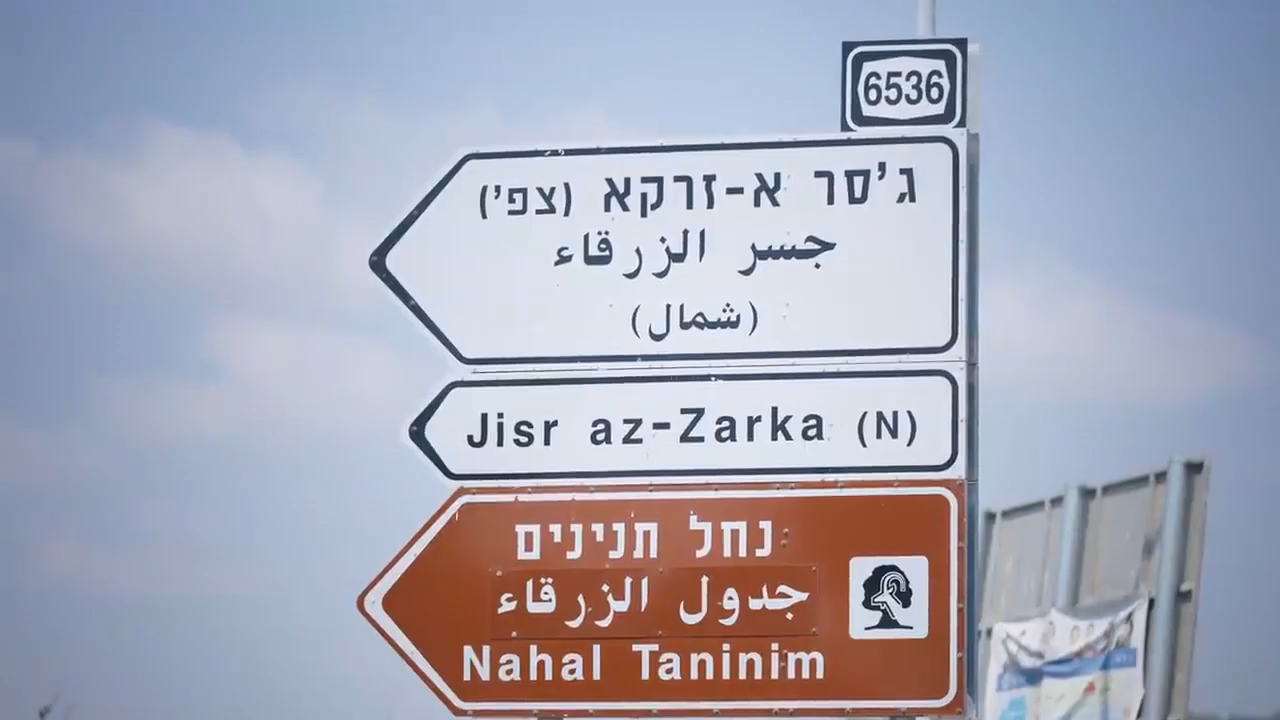 6536
ג'סר א-זרקא (צפ')
جسر الزرقاء
(شمال)
Jisr az-Zarka (N)
נחל תנינים
جدول الزرقاء
Nahal Taninim